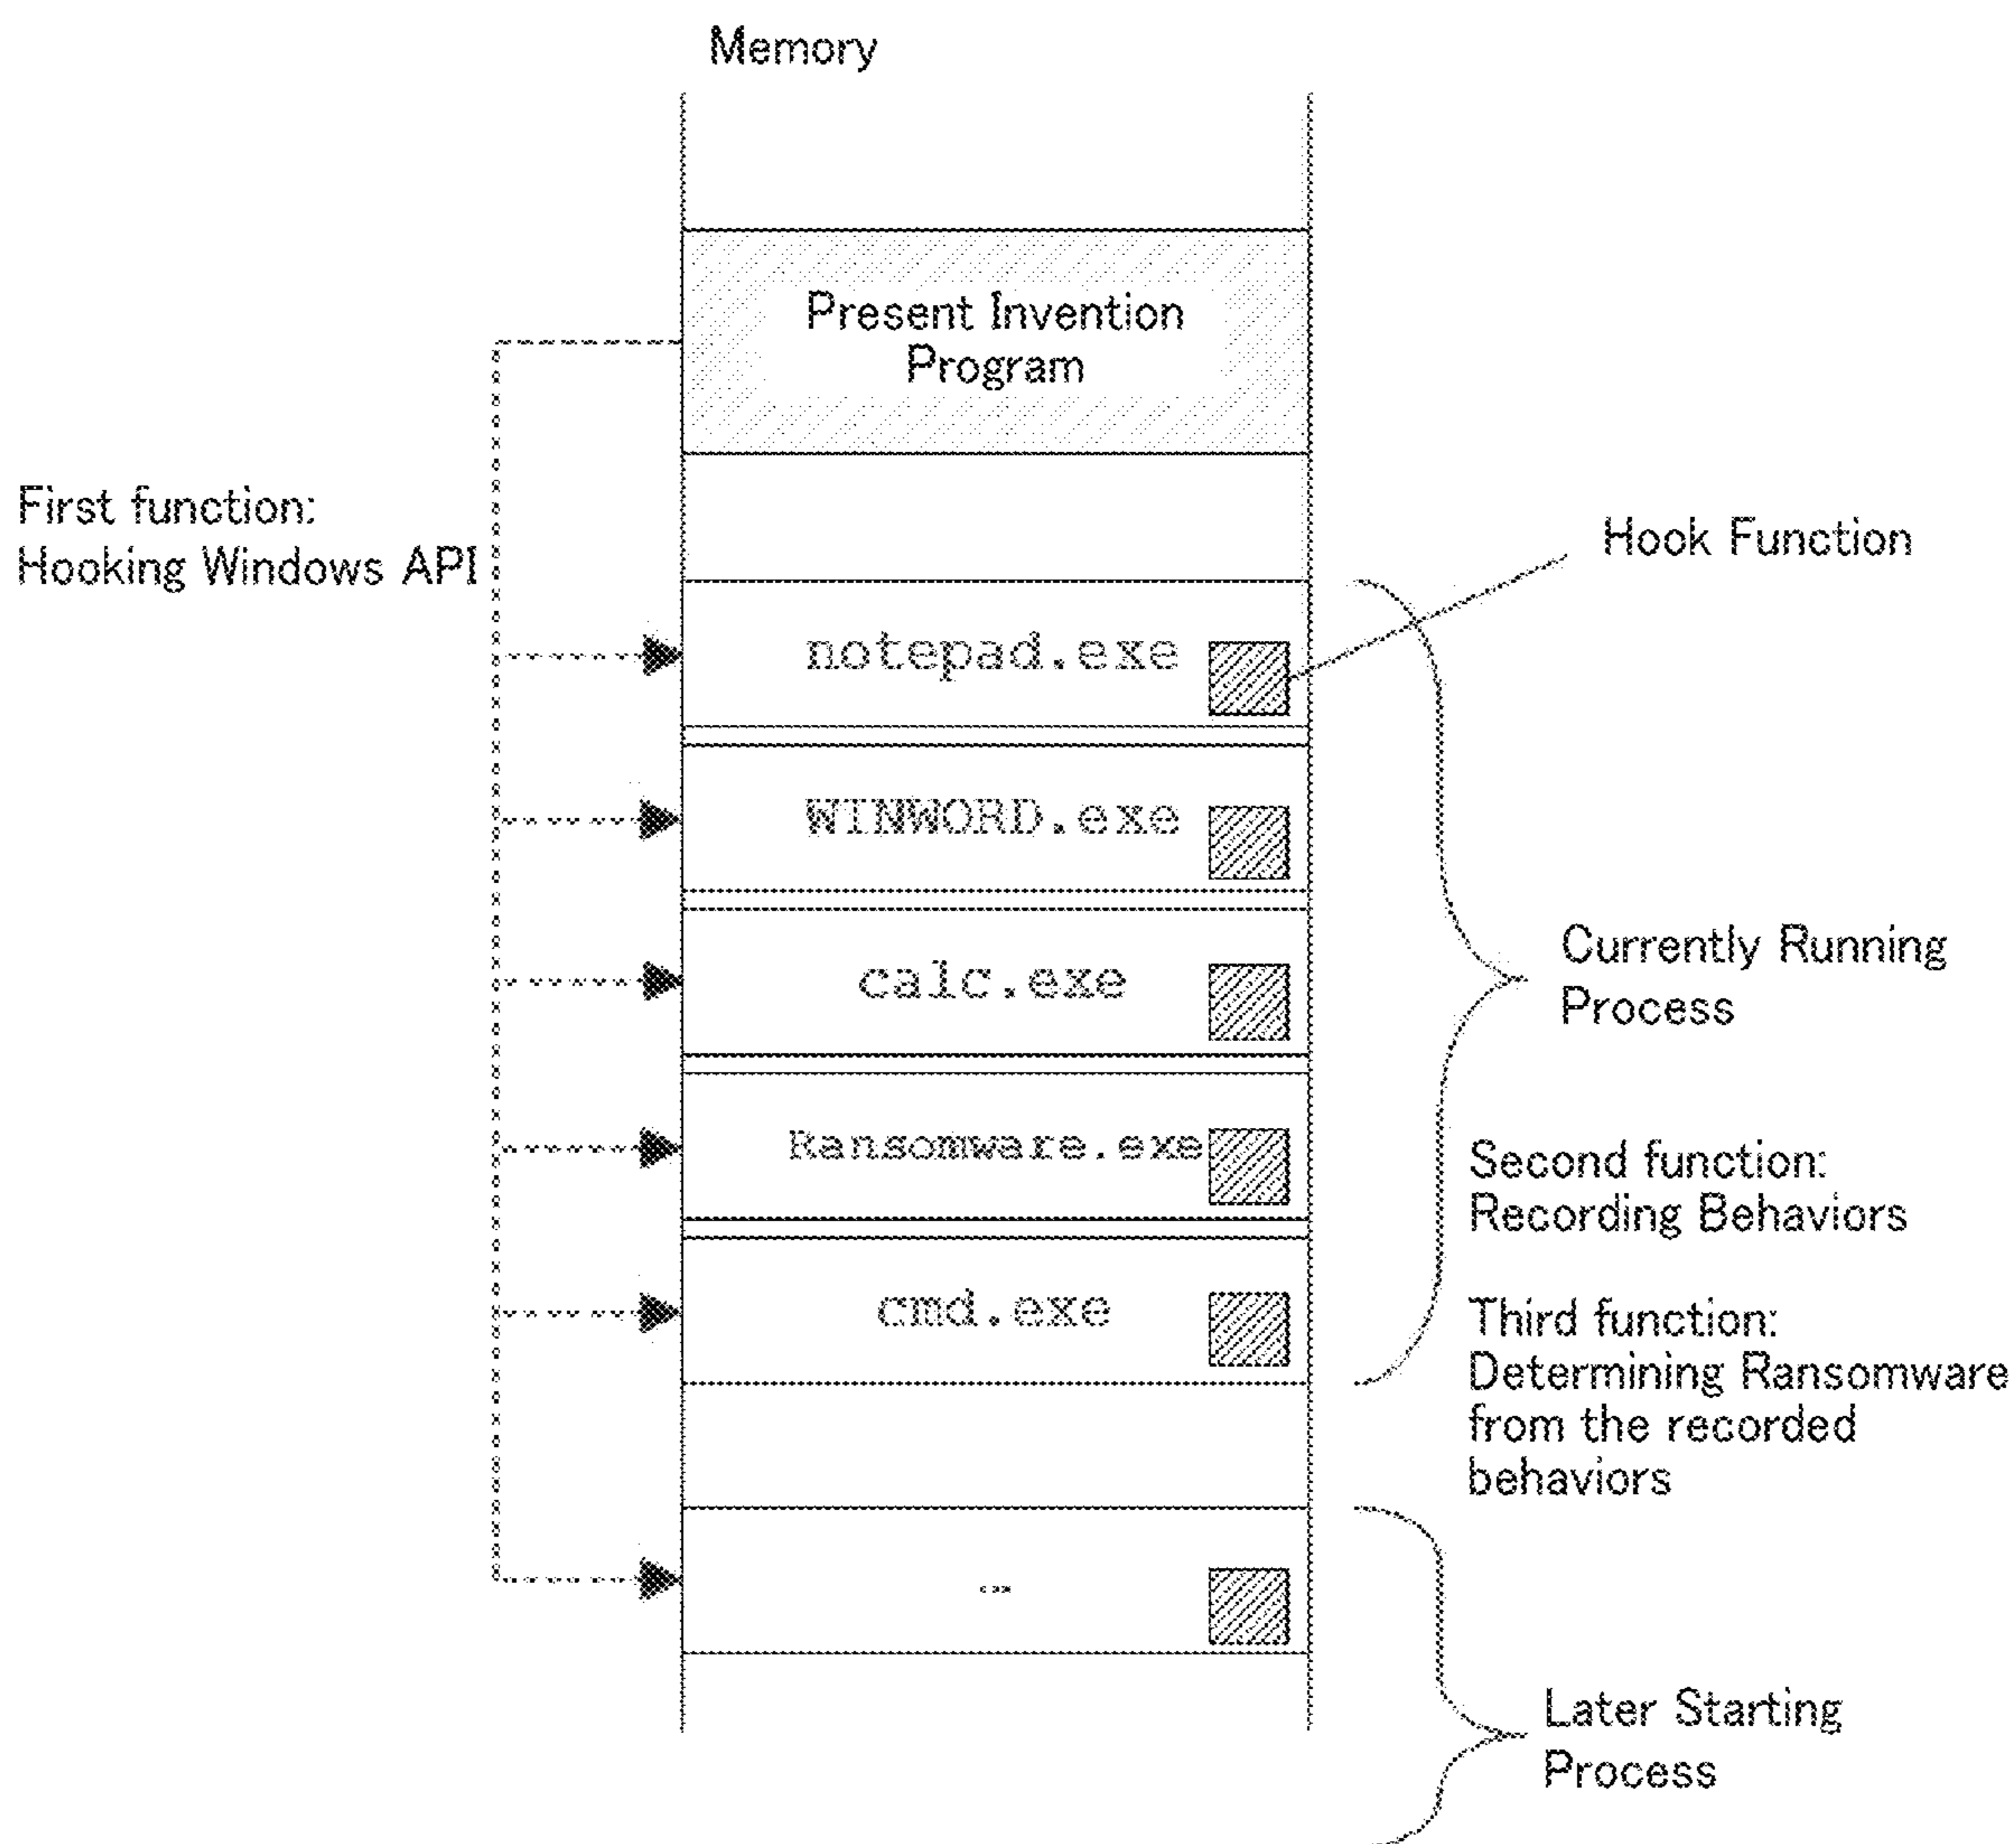 Memory
Present Invention
Program
First function:
Hooking Windows API
Hook Function
notepad.exe
WINWORD.exe
calc.exe
Currently Running
Process
Ransomware.exe
Second function:
Recording Behaviors
cmd.exe
Third function:
Determining Ransomware
from the recorded
behaviors
...
Later Starting
Process